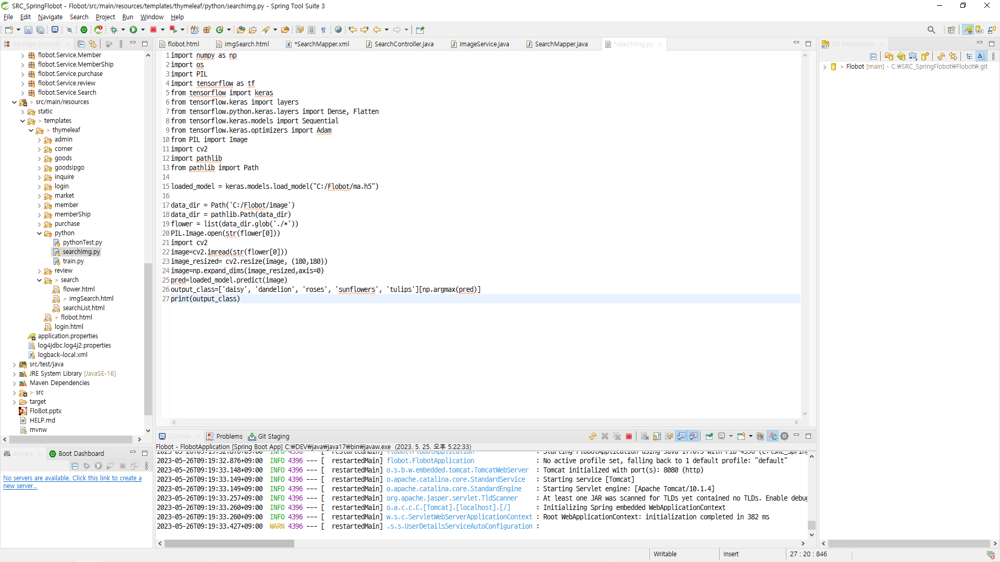 SRC_SpringFlobot - Flobot/src/main/resources/templates/thymeleaf/python/searchImg.py - Spring Tool Suite 3
File Edit Navigate Search Project Run Window Help
Package Explorer
flobot.Service.Member
flobot.Service.MemberShip
flobot.Service.purchase
flobot.Service.review
flobot.Service.Search
> src/main/resources
static
> templates
> thymeleaf
admin
corner
goods
goodsIpgo
inquire
login
market
member
memberShip
purchase
python
pythonTest.py
searchImg.py
train.py
review
> search
flower.html
> imgSearch.html
searchList.html
> flobot.html
login.html
application.properties
log4jdbc.log4j2.properties
logback-local.xml
src/test/java
JRE System Library [JavaSE-16]
Maven Dependencies
> src
target
FloBot.pptx
HELP.md
mvnw
Servers Boot Dashboard
No servers are available. Click this link to create a
new server...
flobot.html imgSearch.html *SearchMapper.xml SearchController.java ImageService.java SearchMapper.java *searchImg.py
1 import numpy as np
2 import os
3 import PIL
4 import tensorflow as tf
5 from tensorflow import keras
6 from tensorflow.keras import layers
7 from tensorflow.python.keras.layers import Dense, Flatten
8 from tensorflow.keras.models import Sequential
9 from tensorflow.keras.optimizers import Adam
10 from PIL import Image
11 import cv2
12 import pathlib
13 from pathlib import Path
14
15 loaded_model = keras.models.load_model("C:/Flobot/ma.h5")
16
17 data_dir = Path('C:/Flobot/image')
18 data_dir = pathlib.Path(data_dir)
19 flower = list(data_dir.glob('./*'))
20 PIL.Image.open(str(flower[0]))
21 import cv2
22 image=cv2.imread(str(flower[0]))
23 image_resized= cv2.resize(image, (180,180))
24 image=np.expand_dims(image_resized,axis=0)
25 pred=loaded_model.predict(image)
26 output_class=['daisy', 'dandelion', 'roses', 'sunflowers', 'tulips'][np.argmax(pred)]
27 print(output_class)
Console Problems Git Staging
Flobot - FlobotApplication [Spring Boot App] C:₩DEV₩java₩java17₩bin₩javaw.exe (2023. 5. 25. 오후 5:22:33)
2023-05-26T09:19:32.876+09:00 INFO 4396 --- [ restartedMain] flobot.FlobotApplication : No active profile set, falling back to 1 default profile: "default"
2023-05-26T09:19:33.148+09:00 INFO 4396 --- [ restartedMain] o.s.b.w.embedded.tomcat.TomcatWebServer : Tomcat initialized with port(s): 8080 (http)
2023-05-26T09:19:33.149+09:00 INFO 4396 --- [ restartedMain] o.apache.catalina.core.StandardService : Starting service [Tomcat]
2023-05-26T09:19:33.149+09:00 INFO 4396 --- [ restartedMain] o.apache.catalina.core.StandardEngine : Starting Servlet engine: [Apache Tomcat/10.1.4]
2023-05-26T09:19:33.257+09:00 INFO 4396 --- [ restartedMain] org.apache.jasper.servlet.TldScanner : At least one JAR was scanned for TLDs yet contained no TLDs. Enable debug
2023-05-26T09:19:33.260+09:00 INFO 4396 --- [ restartedMain] o.a.c.c.C.[Tomcat].[localhost].[/] : Initializing Spring embedded WebApplicationContext
2023-05-26T09:19:33.260+09:00 INFO 4396 --- [ restartedMain] w.s.c.ServletWebServerApplicationContext : Root WebApplicationContext: initialization completed in 382 ms
2023-05-26T09:19:33.427+09:00 WARN 4396 --- [ restartedMain] .s.s.UserDetailsServiceAutoConfiguration :
Git Repositories
> Flobot [main] - C:₩SRC_SpringFlobot₩Flobot₩.git
Writable Insert 27 : 20 : 846